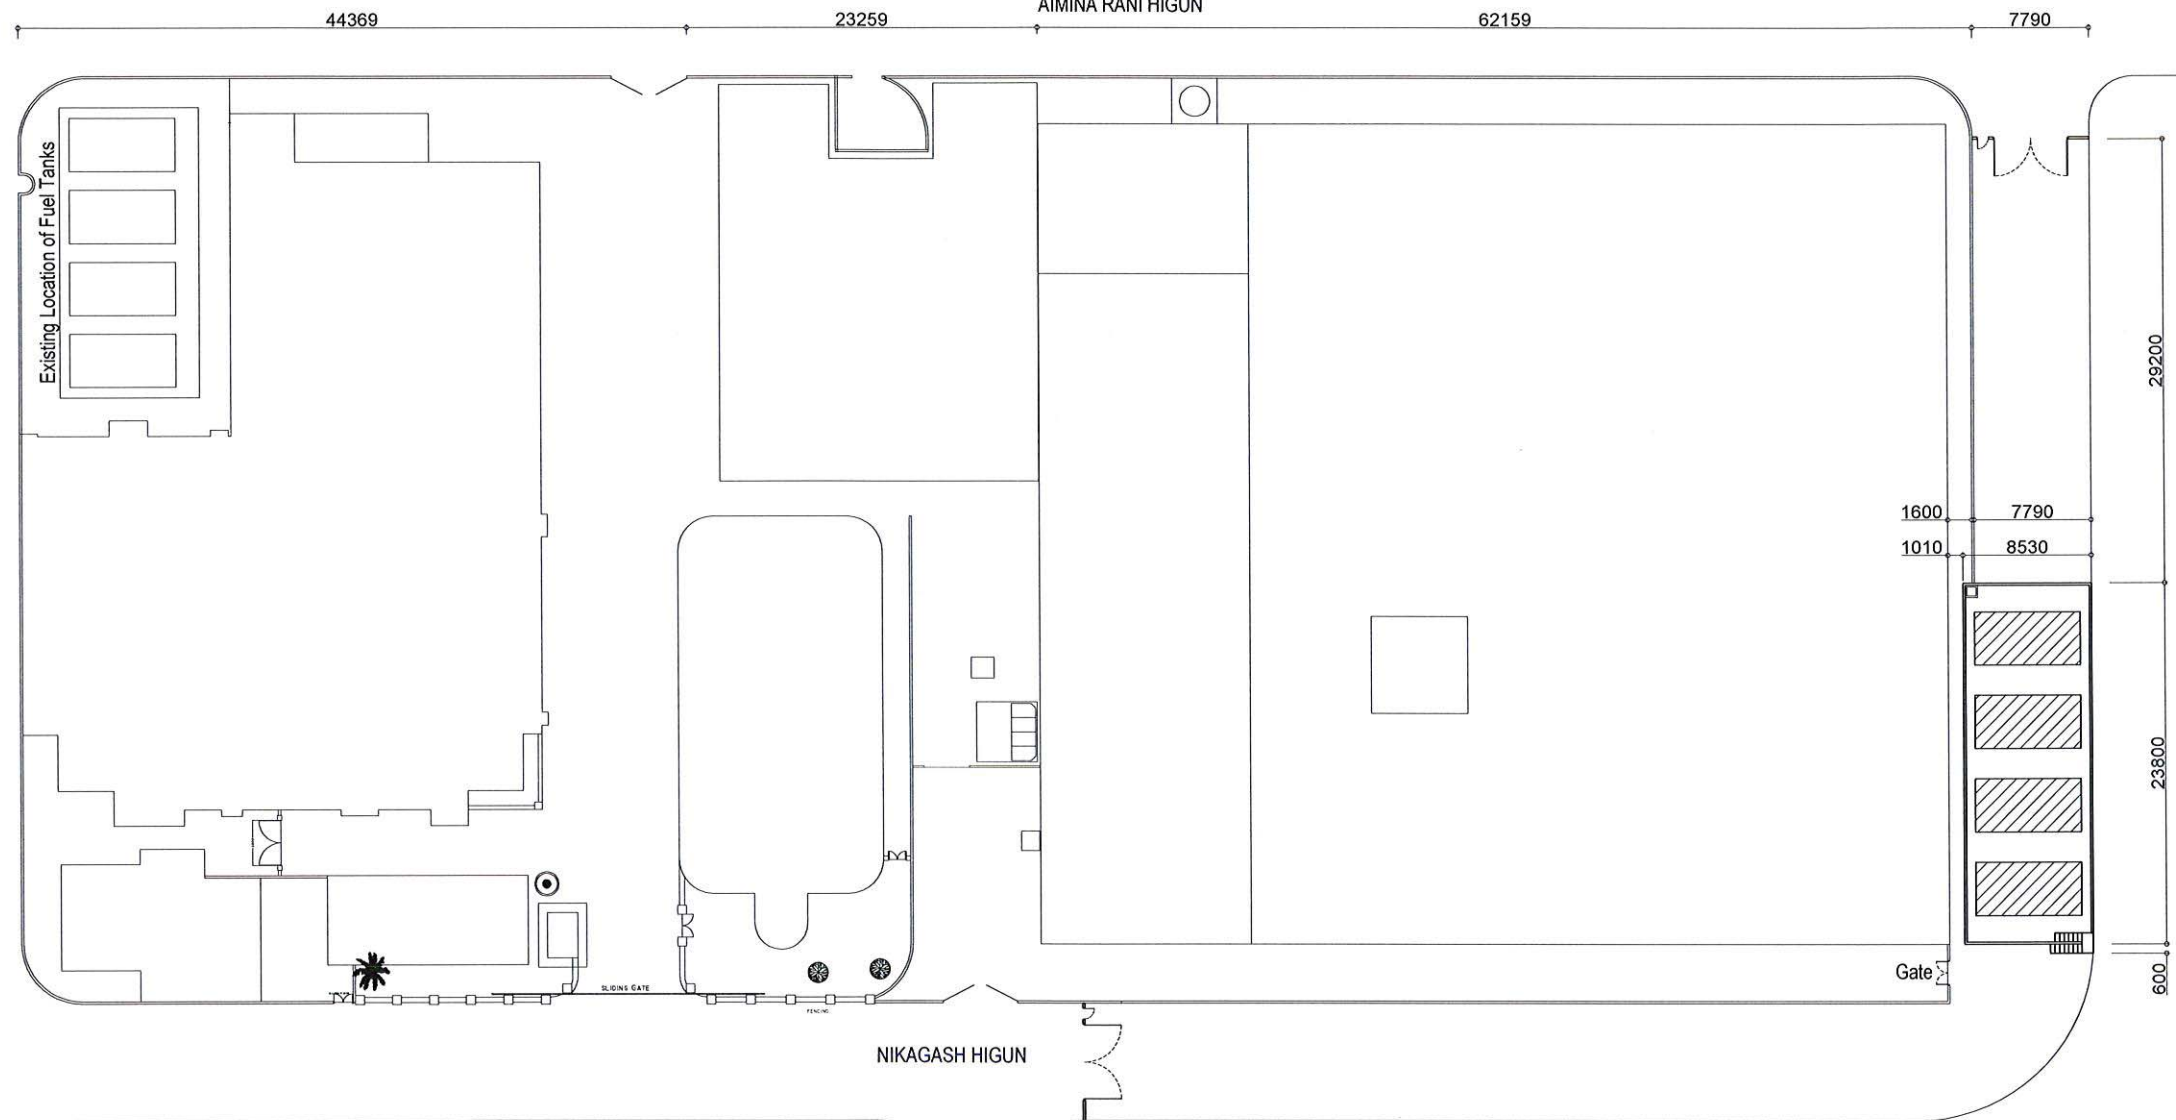 AIMINA RANI HIGUN
44369
23259
62159
7790
Existing Location of Fuel Tanks
29200
1600
7790
1010
8530
23800
Gate
600
SLIDING GATE
FENCING
NIKAGASH HIGUN